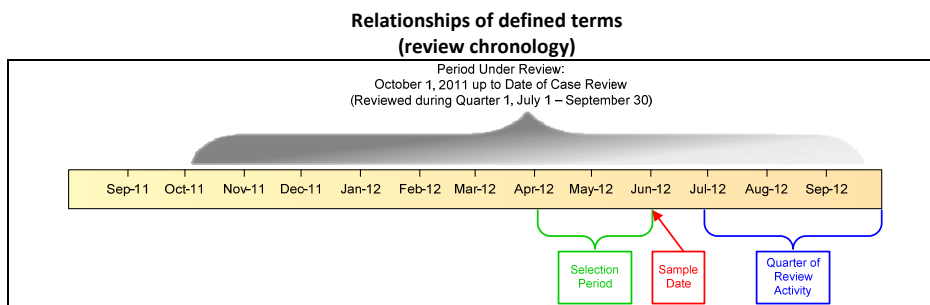 Relationships of defined terms
(review chronology)
Period Under Review:
October 1, 2011 up to Date of Case Review
(Reviewed during Quarter 1, July 1 – September 30)
Sep-11 Oct-11 Nov-11 Dec-11 Jan-12 Feb-12 Mar-12 Apr-12 May-12 Jun-12 Jul-12 Aug-12 Sep-12
Selection
Period
Sample
Date
Quarter of
Review
Activity